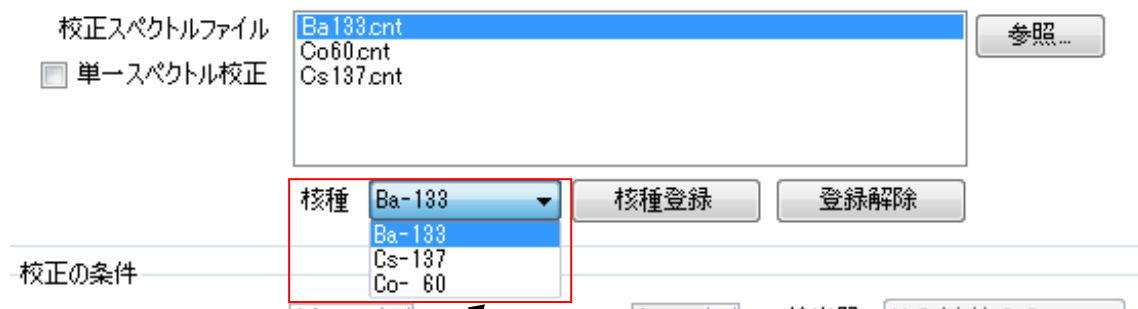 校正スペクトルファイル
Ba133.cnt
参照...
Co60.cnt
単一スペクトル校正
Cs137.cnt
核種
Ba-133
核種登録
登録解除
Ba-133
Cs-137
Co- 60
校正の条件